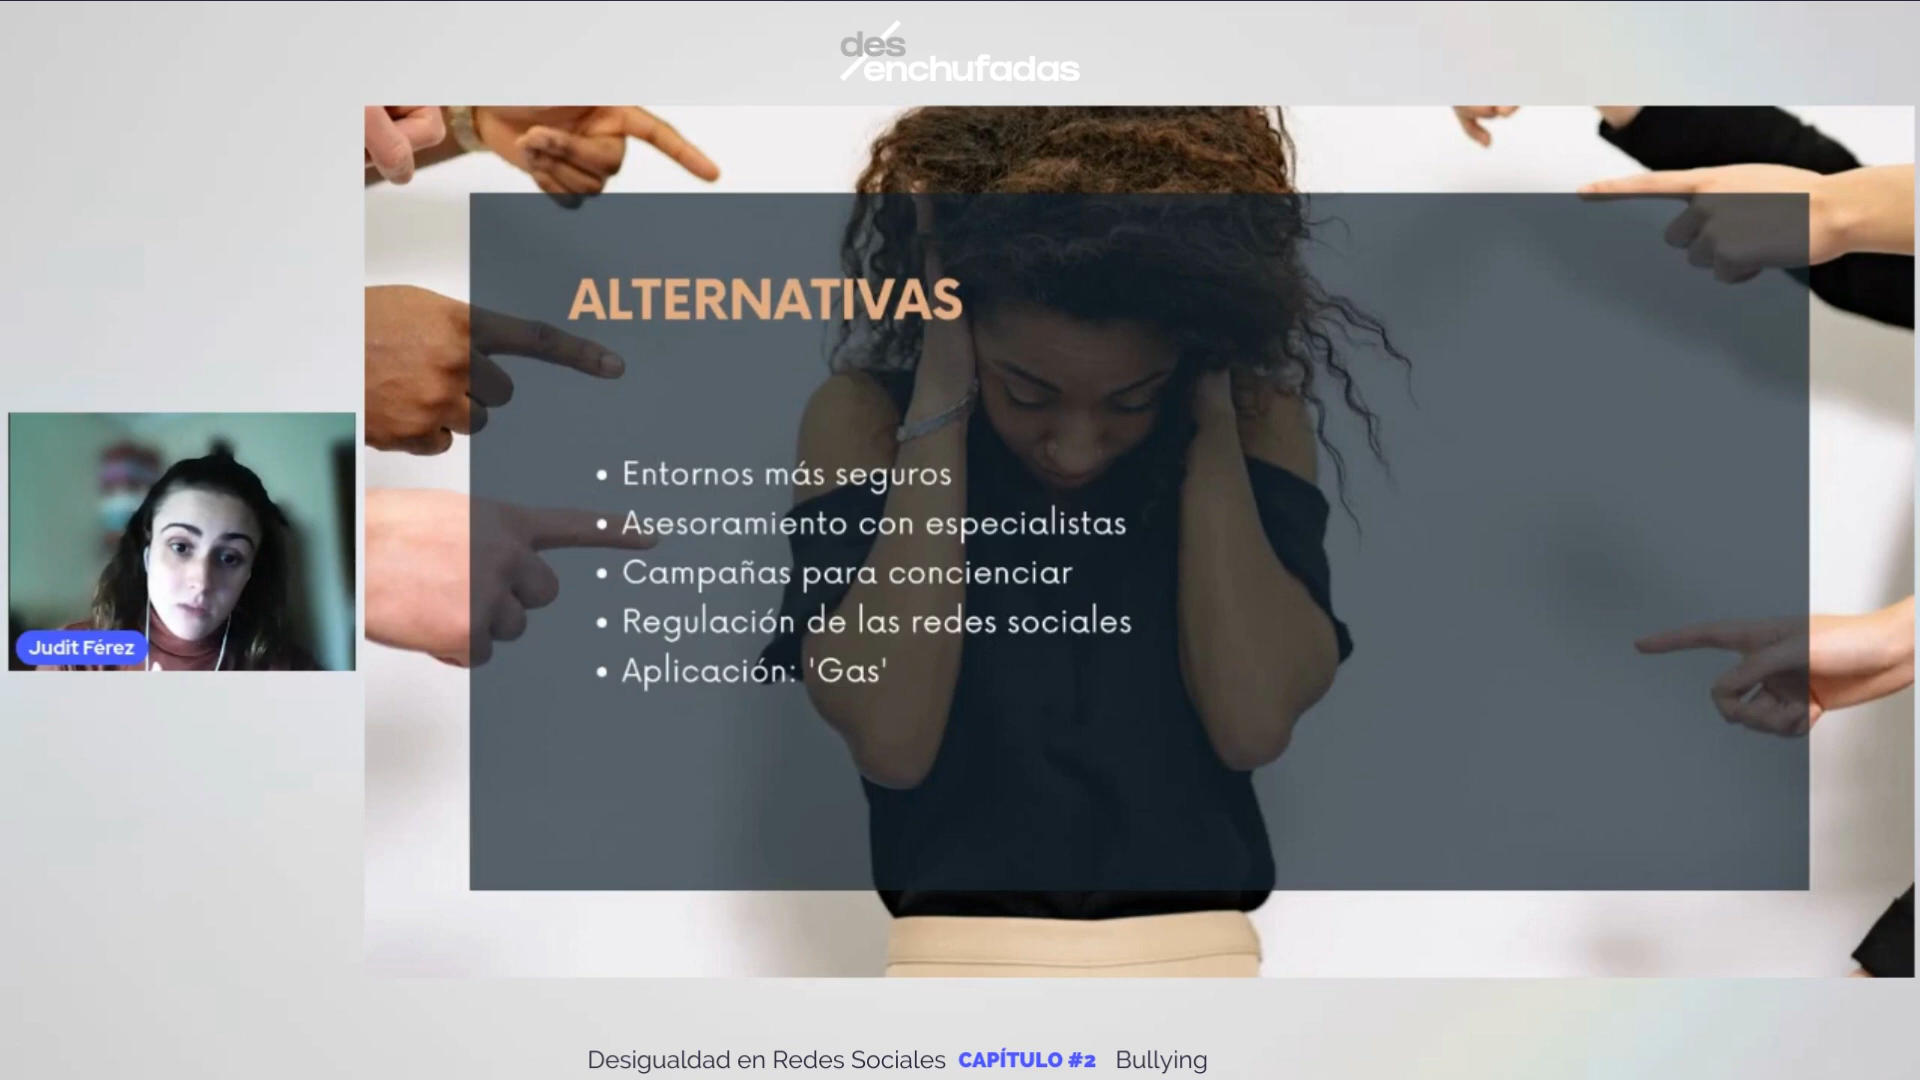 des
enchufadas
ALTERNATIVAS
• Entornos más seguros
• Asesoramiento con especialistas
• Campañas para concienciar
• Regulación de las redes sociales
• Aplicación: 'Gas'
Judit Férez
Desigualdad en Redes Sociales CAPÍTULO #2 Bullying